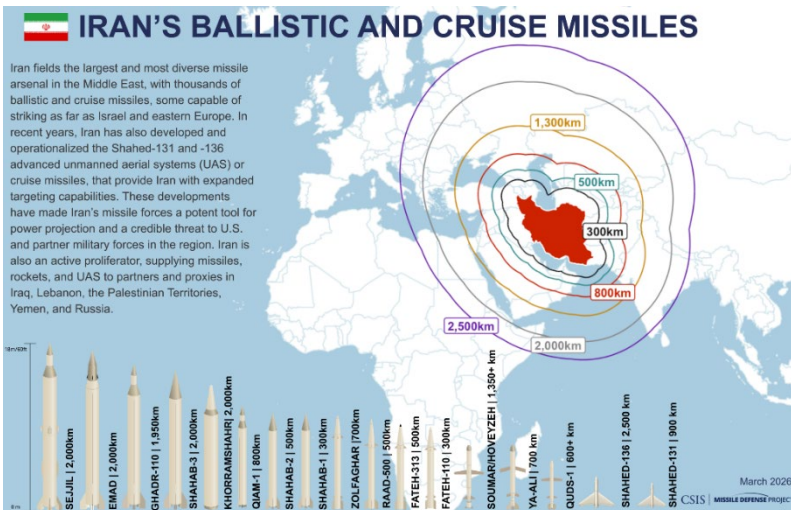 IRAN'S BALLISTIC AND CRUISE MISSILES
Iran fields the largest and most diverse missile
arsenal in the Middle East, with thousands of
ballistic and cruise missiles, some capable of
striking as far as Israel and eastern Europe. In
recent years, Iran has also developed and
operationalized the Shahed-131 and -136
advanced unmanned aerial systems (UAS) or
cruise missiles, that provide Iran with expanded
targeting capabilities. These developments
have made Iran's missile forces a potent tool for
power projection and a credible threat to U.S.
and partner military forces in the region. Iran is
also an active proliferator, supplying missiles,
rockets, and UAS to partners and proxies in
Iraq, Lebanon, the Palestinian Territories,
Yemen, and Russia.
1,300km
500km
300km
800km
2,500km
2,000km
SEJJIL | 2,000km
EMAD | 2,000km
GHADR-110 | 1,950km
SHAHAB-3 | 2,000km
KHORRAMSHAHR | 2,000km
QIAM-1 | 800km
SHAHAB-2 | 500km
SHAHAB-1 | 300km
ZOLFAGHAR |700km
RAAD-500 | 500km
FATEH-313 | 500km
FATEH-110 | 300km
SOUMAR/HOVEYZEH | 1,350+ km
YA-ALI | 700 km
QUDS-1 | 600+ km
SHAHED-136 | 2,500 km
SHAHED-131 | 900 km
March 2026
CSIS | MISSILE DEFENSE PROJECT